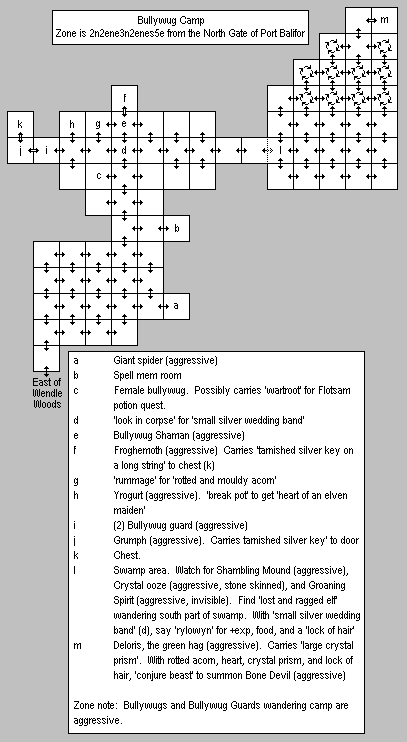 Bullywug Camp
Zone is 2n2ene3n2enes5e from the North Gate of Port Balifor
m
f
k
h
g
e
j
i
d
l
c
b
a
East of
Wendle
Woods
a Giant spider (aggressive)
b Spell mem room
c Female bullywug. Possibly carries 'wartroot' for Flotsam
potion quest.
d 'look in corpse' for 'small silver wedding band'
e Bullywug Shaman (aggressive)
f Froghemoth (aggressive) Carries 'tarnished silver key on
a long string' to chest (k)
g 'rummage' for 'rotted and mouldy acorn'
h Yrogurt (aggressive). 'break pot' to get 'heart of an elven
maiden'
i (2) Bullywug guard (aggressive)
j Grumph (aggressive). Carries tarnished silver key' to door
k Chest.
l Swamp area. Watch for Shambling Mound (aggressive),
Crystal ooze (aggressive, stone skinned), and Groaning
Spirit (aggressive, invisible). Find 'lost and ragged elf'
wandering south part of swamp. With 'small silver wedding
band' (d), say 'rylowyn' for +exp, food, and a 'lock of hair'
m Deloris, the green hag (aggressive). Carries 'large crystal
prism'. With rotted acorn, heart, crystal prism, and lock of
hair, 'conjure beast' to summon Bone Devil (aggressive)
Zone note: Bullywugs and Bullywug Guards wandering camp are
aggressive.